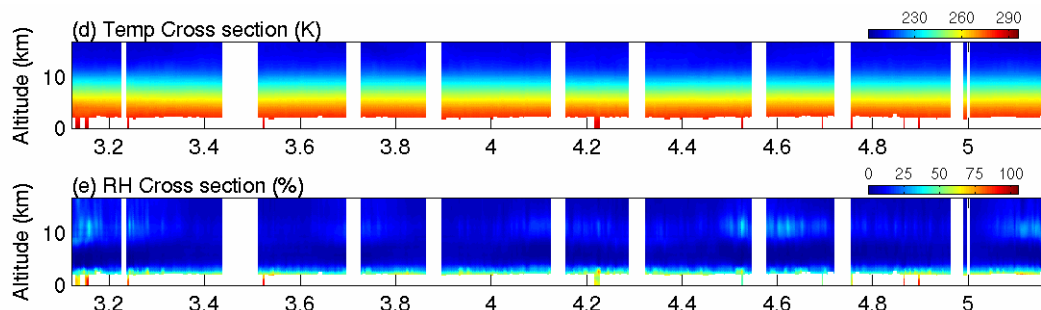 (d) Temp Cross section (K)
230 260 290
Altitude (km)
10
0
3.2 3.4 3.6 3.8 4 4.2 4.4 4.6 4.8 5
(e) RH Cross section (%)
0 25 50 75 100
Altitude (km)
10
0
3.2 3.4 3.6 3.8 4 4.2 4.4 4.6 4.8 5